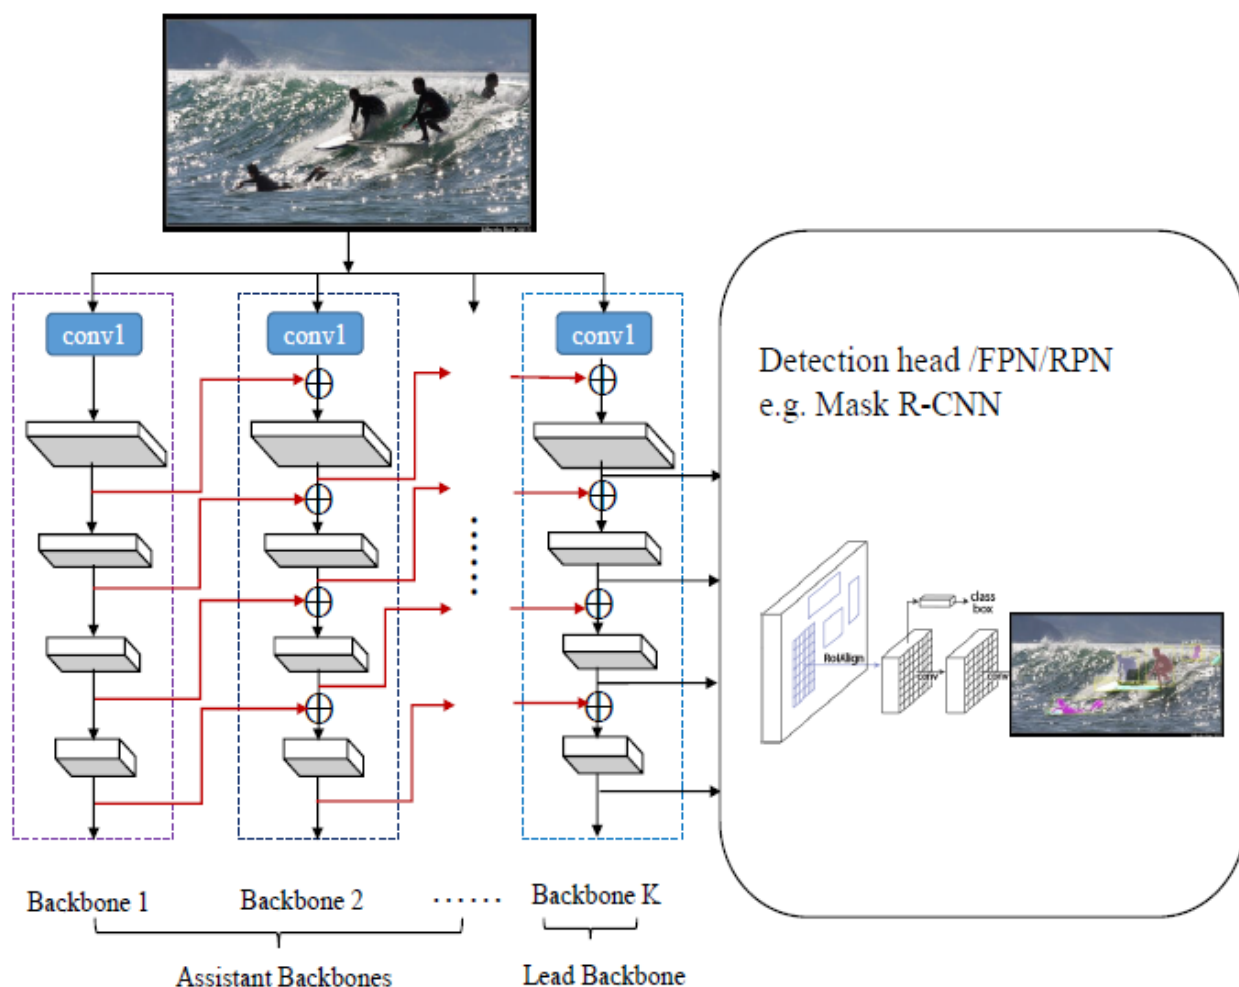 conv1
conv1
conv1
Detection head /FPN/RPN
e.g. Mask R-CNN
class
box
RoIAlign
conv
conv
Backbone 1
Backbone 2
......
Backbone K
Assistant Backbones
Lead Backbone